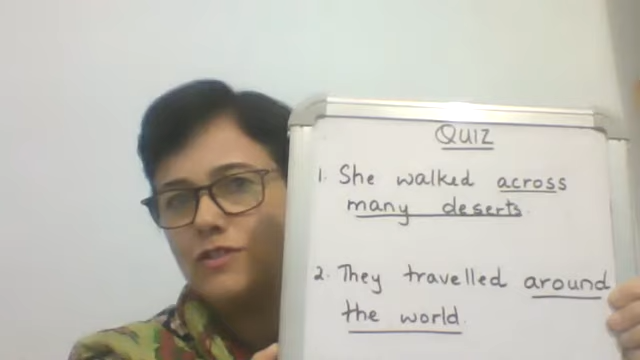 QUIZ
1. She walked across
many deserts.
2. They travelled around
the world.